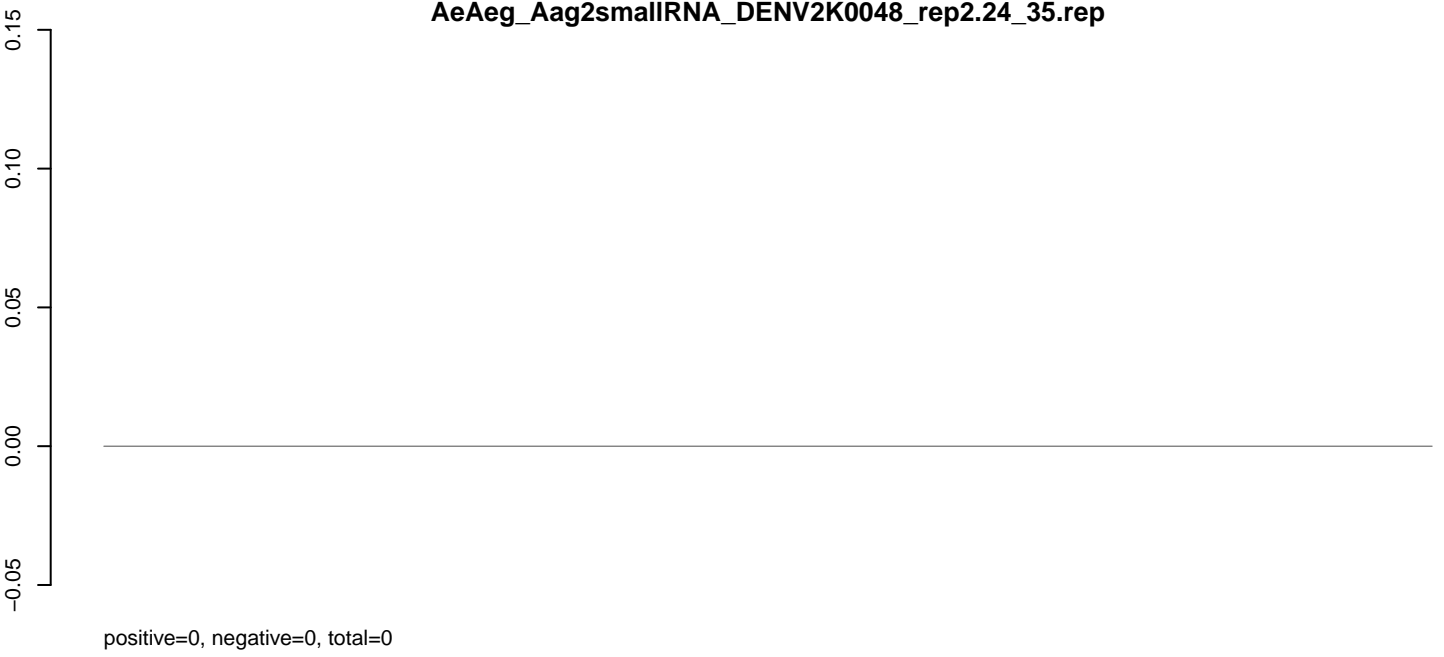 AeAeg_Aag2smallRNA_DENV2K0048_rep2.24_35.rep
0.15
0.10
0.05
0.00
−0.05
positive=0, negative=0, total=0